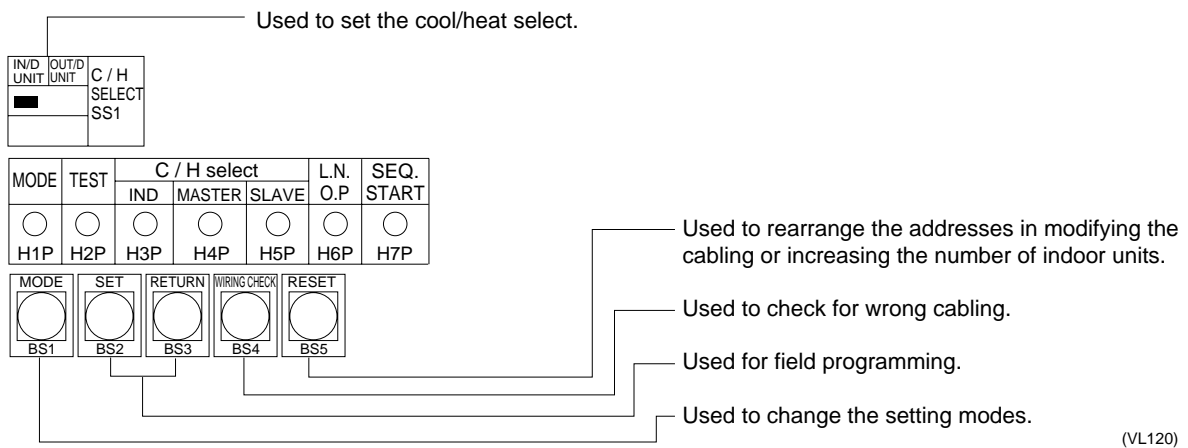 Used to set the cool/heat select.
IN/D UNIT
OUT/D UNIT
C / H SELECT SS1
MODE TEST C / H select L.N. O.P SEQ. START
IND MASTER SLAVE
H1P H2P H3P H4P H5P H6P H7P
MODE SET RETURN WIRING CHECK RESET
BS1 BS2 BS3 BS4 BS5
Used to rearrange the addresses in modifying the
cabling or increasing the number of indoor units.
Used to check for wrong cabling.
Used for field programming.
Used to change the setting modes.
(VL120)